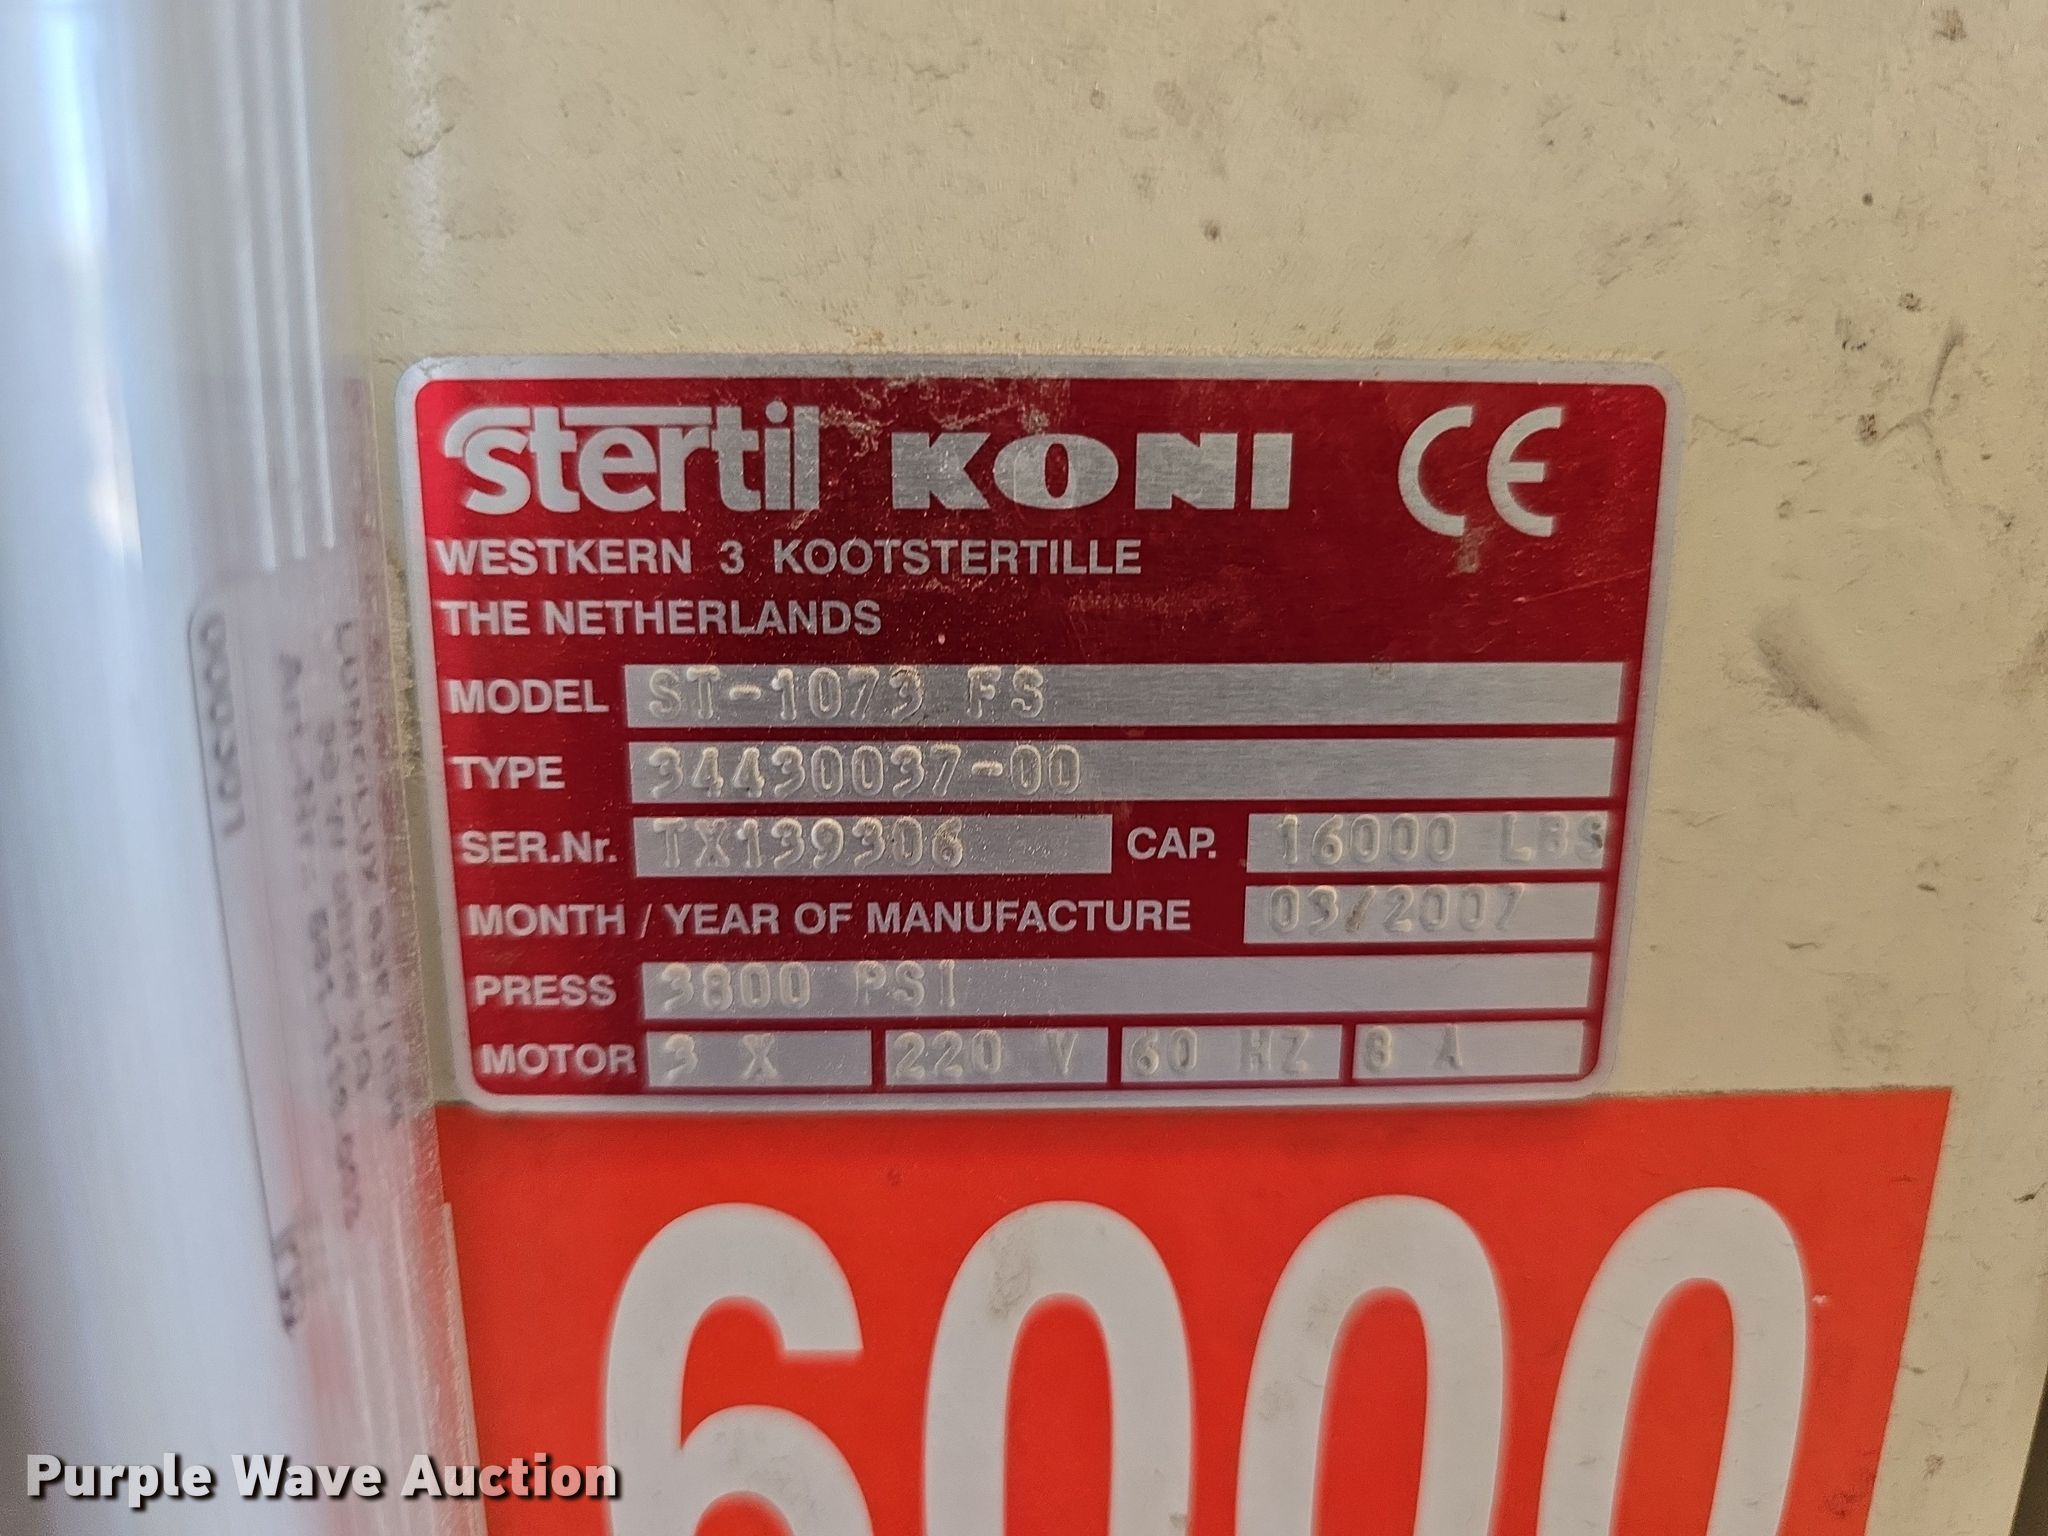 Stertil KONI CE
WESTKERN 3 KOOTSTERTILLE
THE NETHERLANDS
MODEL ST-1073 FS
TYPE 34430037-00
SER.Nr. TX139306 CAP. 16000 LBS
MONTH / YEAR OF MANUFACTURE 03/2007
PRESS 3800 PSI
MOTOR 3 X 220 V 60 HZ 8 A
6000
Purple Wave Auction